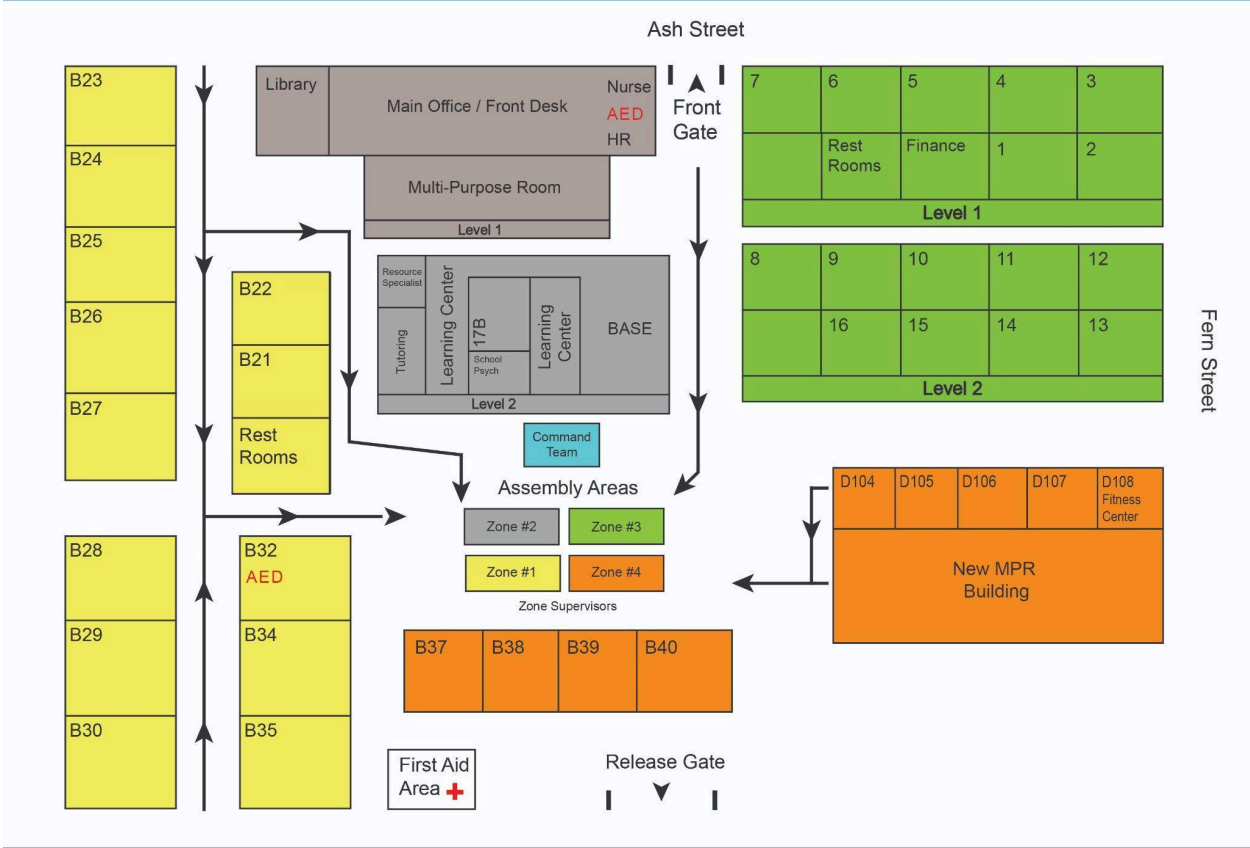 Ash Street
B23
B24
B25
B26
B27
B22
B21
Rest
Rooms
B28
B29
B30
B32
AED
B34
B35
Library
Main Office / Front Desk
Nurse
AED
HR
Multi-Purpose Room
Level 1
Front
Gate
Resource
Specialist
Tutoring
Learning Center
17B
School
Psych
Learning
Center
BASE
Level 2
7
6
5
4
3
Rest
Rooms
Finance
1
2
Level 1
8
9
10
11
12
16
15
14
13
Level 2
Fern Street
Command
Team
Assembly Areas
Zone #2
Zone #3
Zone #1
Zone #4
Zone Supervisors
D104
D105
D106
D107
D108
Fitness
Center
New MPR
Building
B37
B38
B39
B40
First Aid
Area
Release Gate